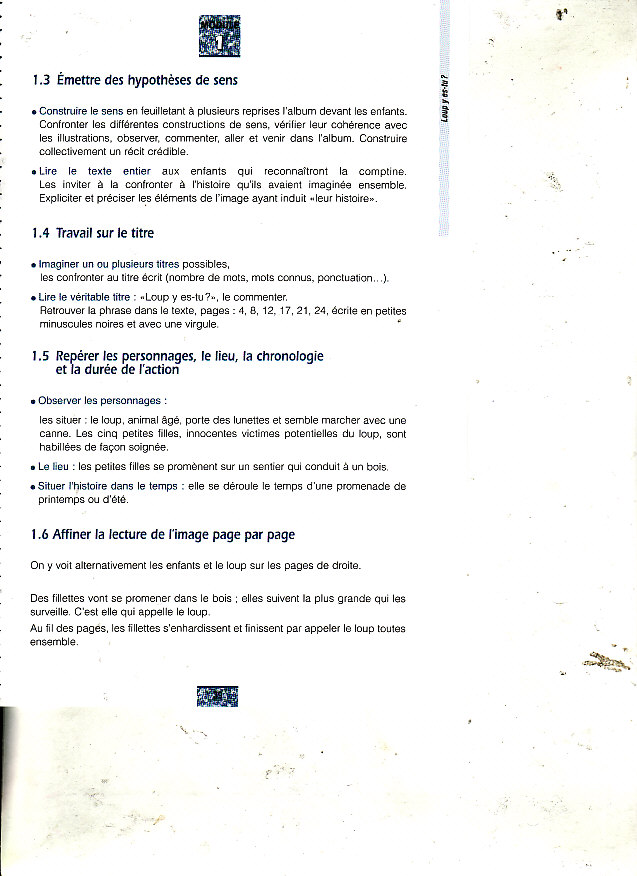 MODULE
1
Loup y es-tu ?
1.3 Émettre des hypothèses de sens
• Construire le sens en feuilletant à plusieurs reprises l'album devant les enfants.
Confronter les différentes constructions de sens, vérifier leur cohérence avec
les illustrations, observer, commenter, aller et venir dans l'album. Construire
collectivement un récit crédible.
• Lire le texte entier aux enfants qui reconnaîtront la comptine.
Les inviter à la confronter à l'histoire qu'ils avaient imaginée ensemble.
Expliciter et préciser les éléments de l'image ayant induit «leur histoire».
1.4 Travail sur le titre
• Imaginer un ou plusieurs titres possibles,
les confronter au titre écrit (nombre de mots, mots connus, ponctuation…).
• Lire le véritable titre : «Loup y es-tu ?», le commenter.
Retrouver la phrase dans le texte, pages : 4, 8, 12, 17, 21, 24, écrite en petites
minuscules noires et avec une virgule.
1.5 Repérer les personnages, le lieu, la chronologie
et la durée de l'action
• Observer les personnages :
les situer : le loup, animal âgé, porte des lunettes et semble marcher avec une
canne. Les cinq petites filles, innocentes victimes potentielles du loup, sont
habillées de façon soignée.
• Le lieu : les petites filles se promènent sur un sentier qui conduit à un bois.
• Situer l'histoire dans le temps : elle se déroule le temps d'une promenade de
printemps ou d'été.
1.6 Affiner la lecture de l'image page par page
On y voit alternativement les enfants et le loup sur les pages de droite.
Des fillettes vont se promener dans le bois ; elles suivent la plus grande qui les
surveille. C'est elle qui appelle le loup.
Au fil des pages, les fillettes s'enhardissent et finissent par appeler le loup toutes
ensemble.